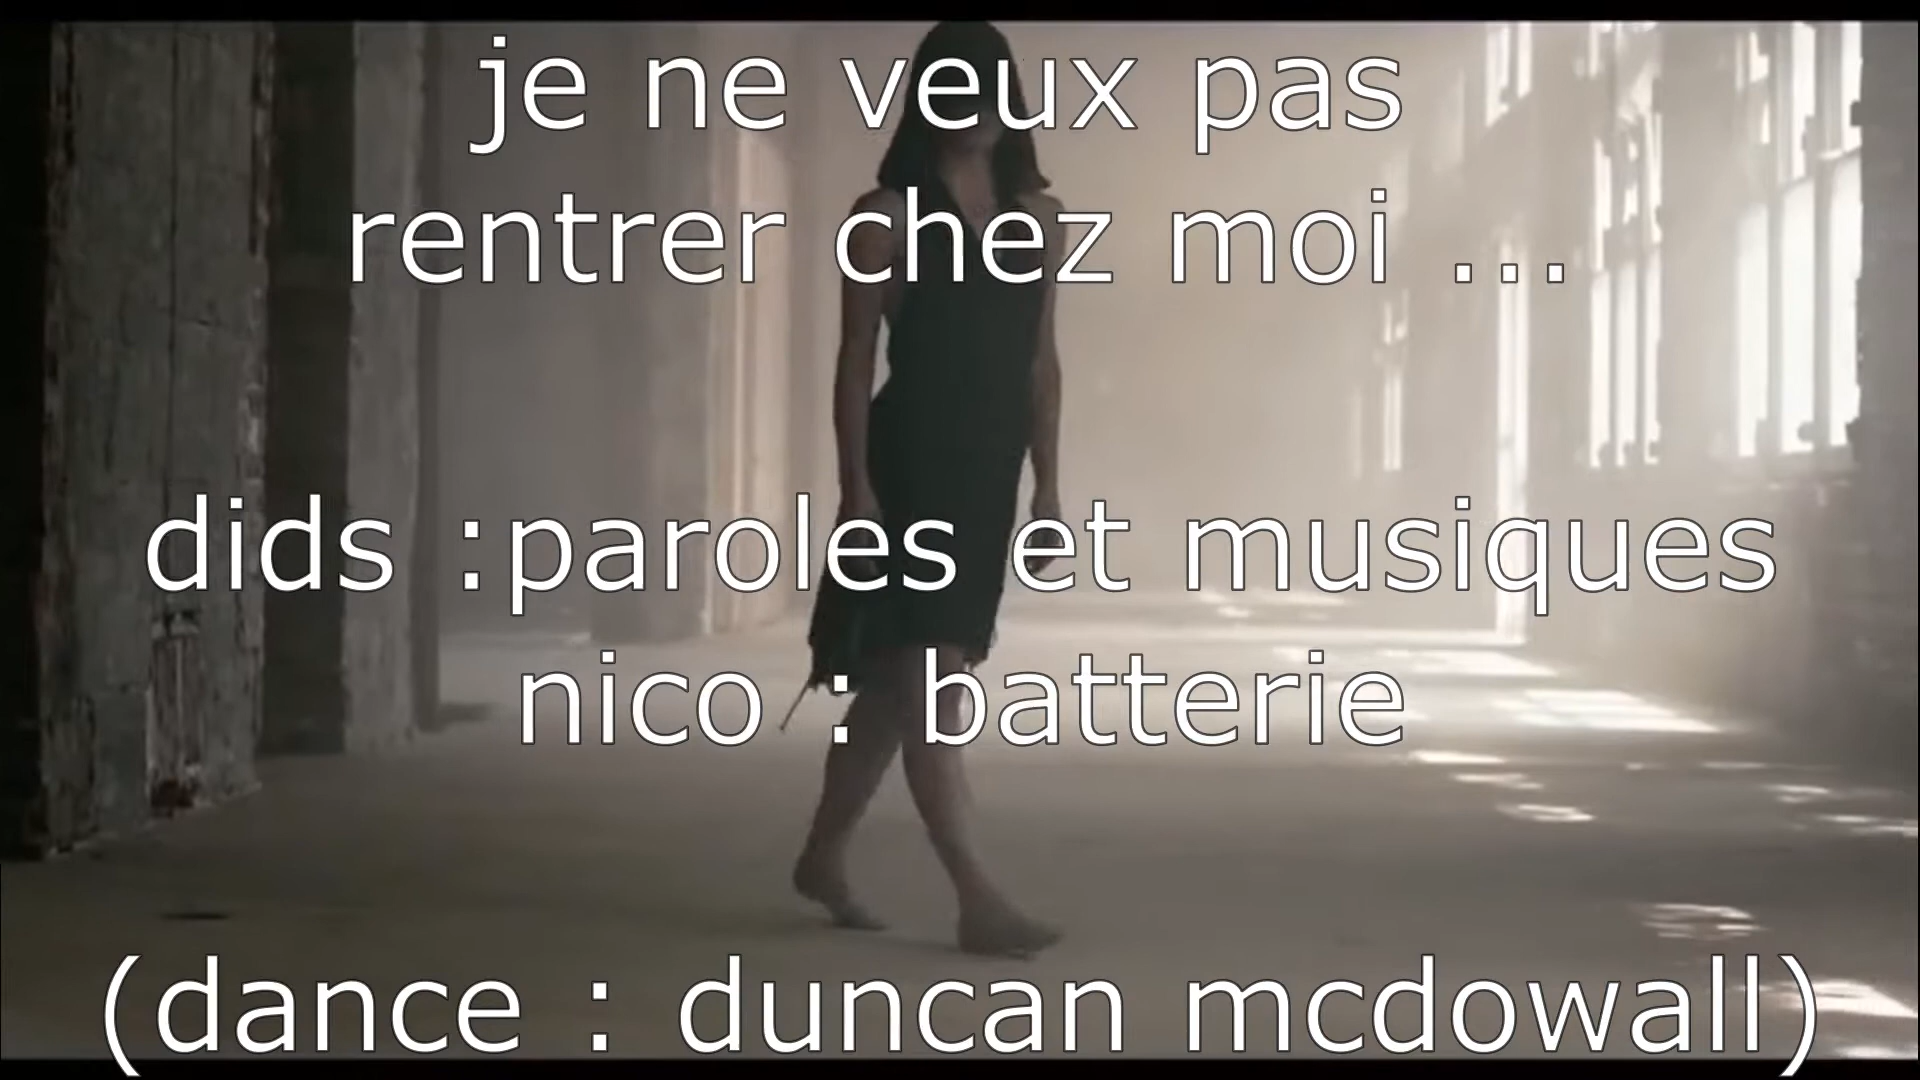 je ne veux pas
rentrer chez moi ...
dids :paroles et musiques
nico : batterie
(dance : duncan mcdowall)